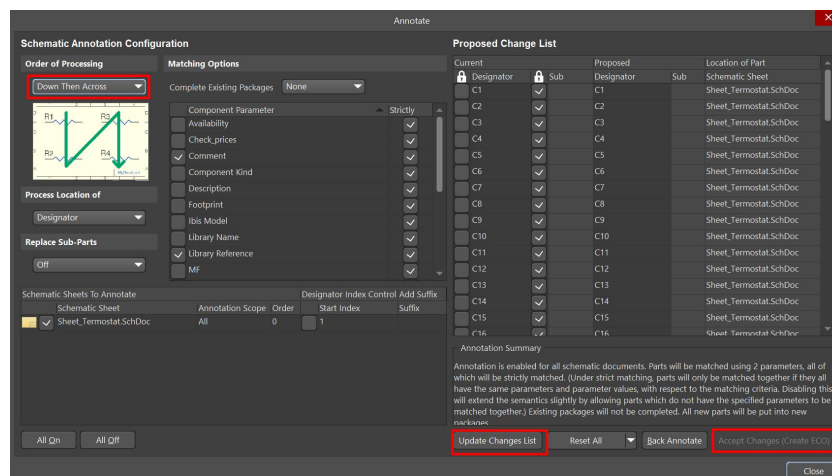 Annotate
Schematic Annotation Configuration
Order of Processing
Down Then Across
R1 R3
R2 R4
Process Location of
Designator
Replace Sub-Parts
Off
Matching Options
Complete Existing Packages None
Component Parameter Strictly
Availability
Check_prices
Comment
Component Kind
Description
Footprint
Ibis Model
Library Name
Library Reference
MF
Schematic Sheets To Annotate Designator Index Control Add Suffix
Schematic Sheet Annotation Scope Order Start Index Suffix
Sheet_Termostat.SchDoc All 0 1
All On All Off
Proposed Change List
Current Proposed Location of Part
Designator Sub Designator Sub Schematic Sheet
C1 C1 Sheet_Termostat.SchDoc
C2 C2 Sheet_Termostat.SchDoc
C3 C3 Sheet_Termostat.SchDoc
C4 C4 Sheet_Termostat.SchDoc
C5 C5 Sheet_Termostat.SchDoc
C6 C6 Sheet_Termostat.SchDoc
C7 C7 Sheet_Termostat.SchDoc
C8 C8 Sheet_Termostat.SchDoc
C9 C9 Sheet_Termostat.SchDoc
C10 C10 Sheet_Termostat.SchDoc
C11 C11 Sheet_Termostat.SchDoc
C12 C12 Sheet_Termostat.SchDoc
C13 C13 Sheet_Termostat.SchDoc
C14 C14 Sheet_Termostat.SchDoc
C15 C15 Sheet_Termostat.SchDoc
C16 C16 Sheet_Termostat.SchDoc
Annotation Summary
Annotation is enabled for all schematic documents. Parts will be matched using 2 parameters, all of
which will be strictly matched. (Under strict matching, parts will only be matched together if they all
have the same parameters and parameter values, with respect to the matching criteria. Disabling this
will extend the semantics slightly by allowing parts which do not have the specified parameters to be
matched together.) Existing packages will not be completed. All new parts will be put into new
packages.
Update Changes List Reset All Back Annotate Accept Changes (Create ECO)
Close